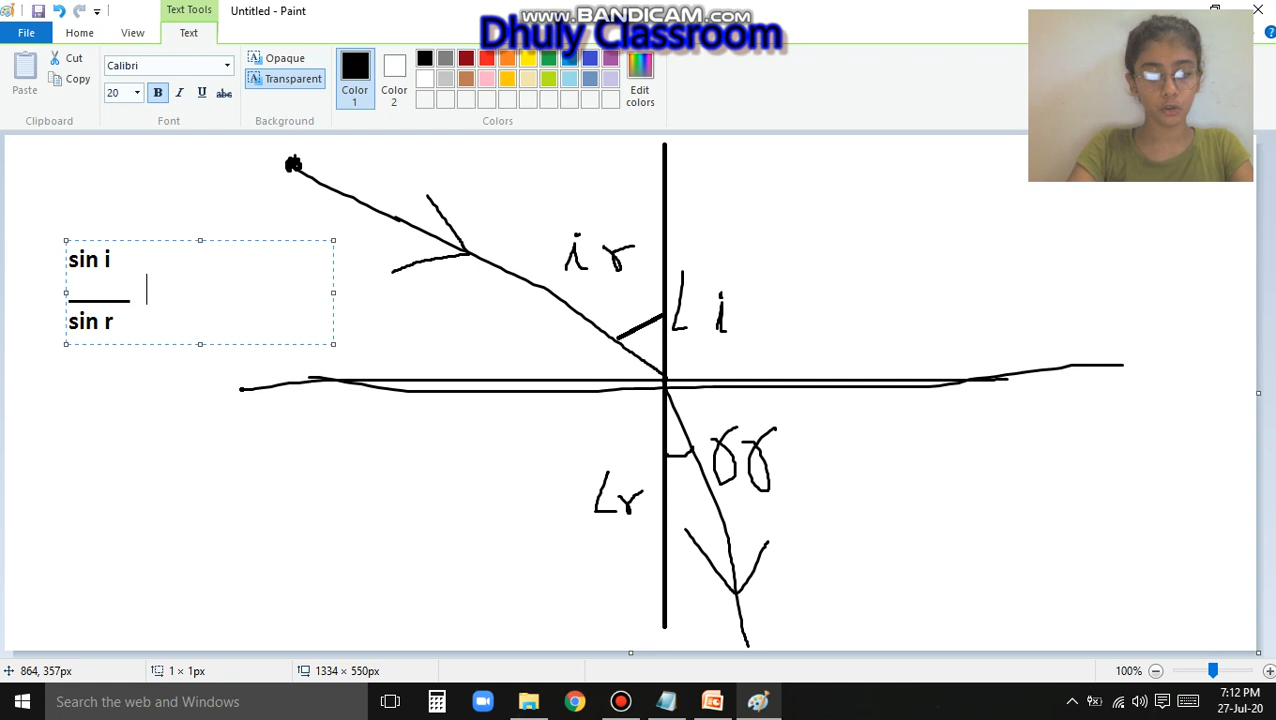 Text Tools
Untitled - Paint
www.BANDICAM.com
Dhuly Classroom
File
Home
View
Text
Paste
Cut
Copy
Clipboard
Calibri
20
B
I
U
abc
Font
Opaque
Transparent
Background
Color 1
Color 2
Edit colors
Colors
sin i
sin r
i r
L i
L r
864, 357px
1 × 1px
1334 × 550px
100%
Search the web and Windows
7:12 PM
27-Jul-20